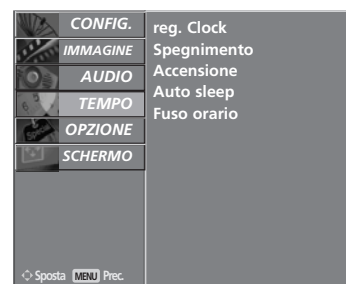 CONFIG.
IMMAGINE
AUDIO
TEMPO
OPZIONE
SCHERMO
reg. Clock
Spegnimento
Accensione
Auto sleep
Fuso orario
Sposta MENU Prec.